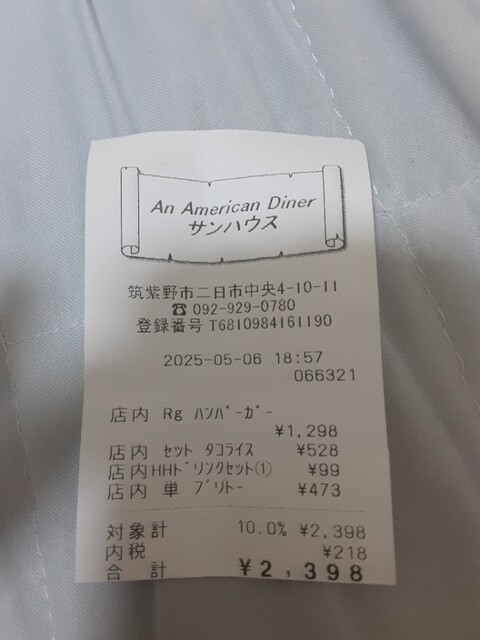 An American Diner
サンハウス
筑紫野市二日市中央4-10-11
☎ 092-929-0780
登録番号 T6810984161190
2025-05-06 18:57
066321
店内 Rg ﾊﾝﾊﾞｰｶﾞｰ
¥1,298
店内 ｾｯﾄ ﾀｺﾗｲｽ ¥528
店内HHﾄﾞﾘﾝｸｾｯﾄ① ¥99
店内 単 ﾌﾞﾘﾄｰ ¥473
対象計 10.0% ¥2,398
内税 ¥218
合 計 ¥2,398